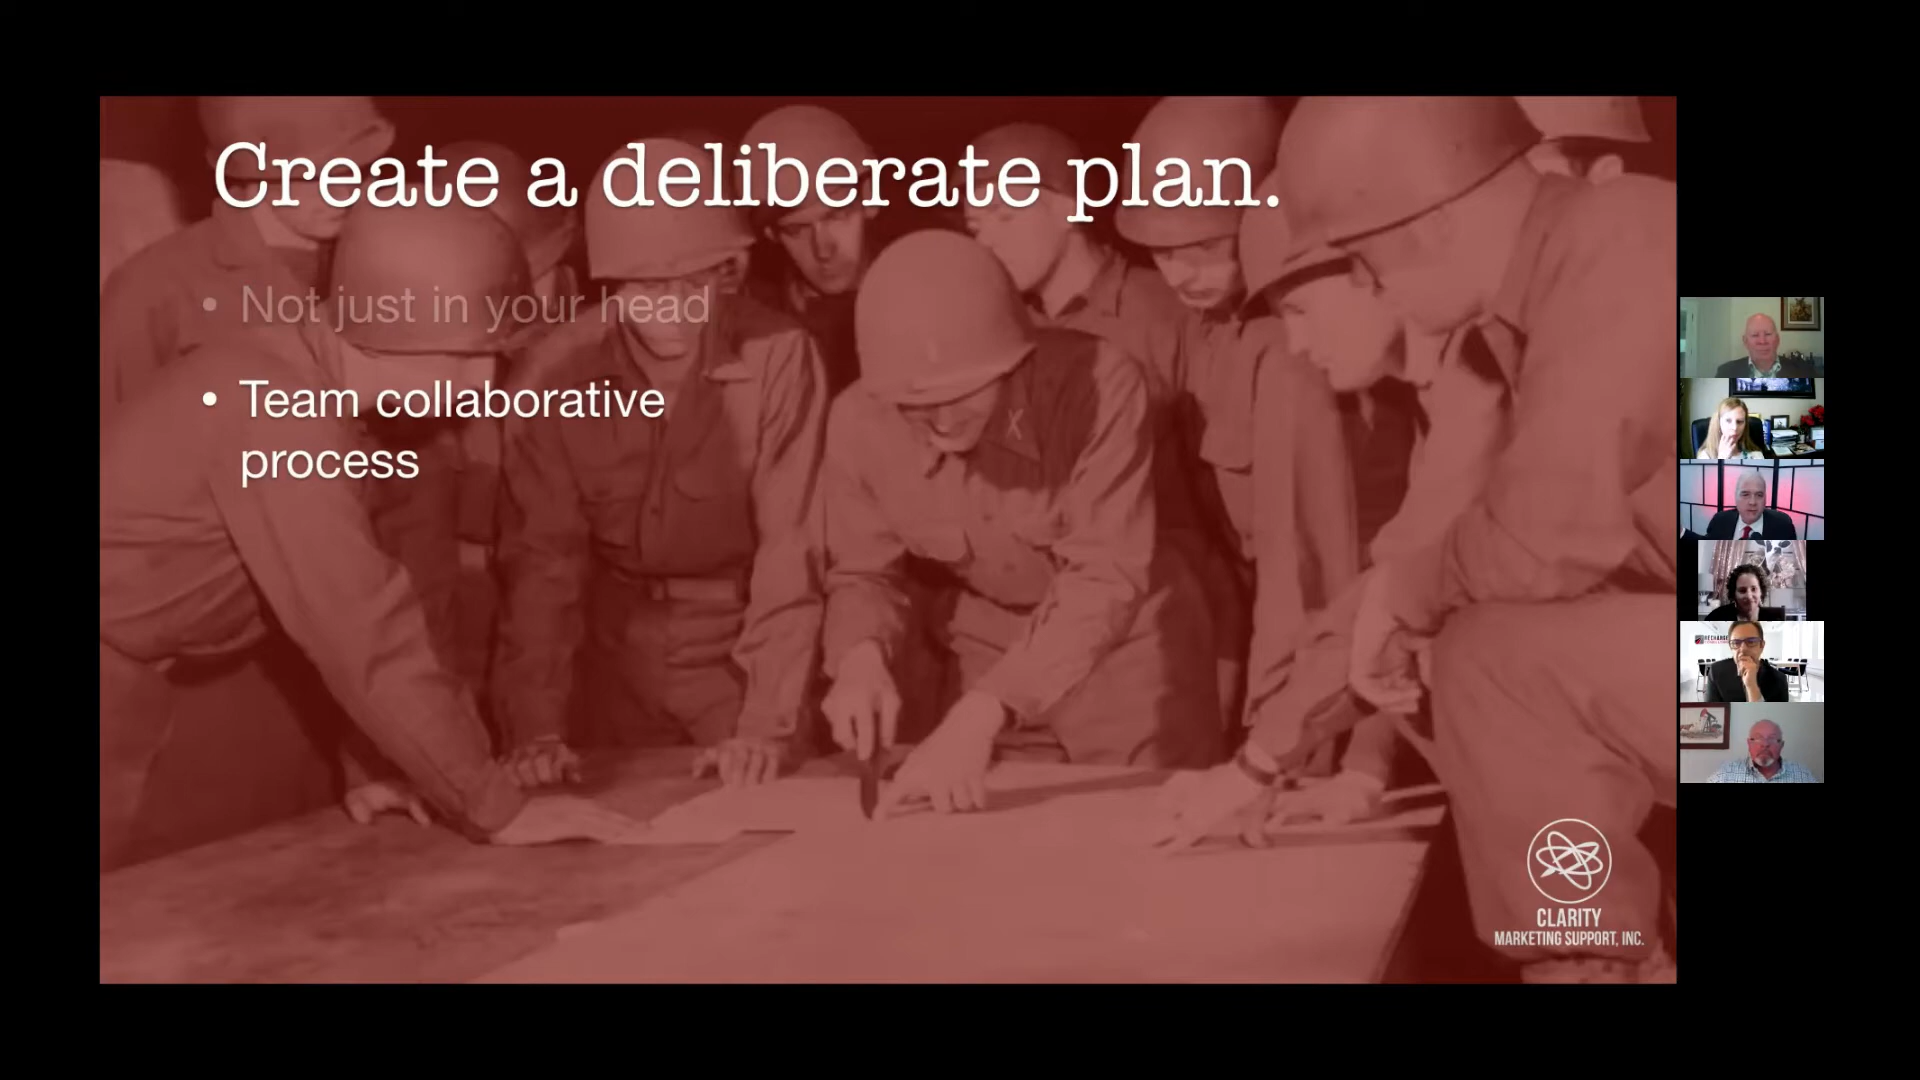 Create a deliberate plan.
• Not just in your head
• Team collaborative
process
CLARITY
MARKETING SUPPORT, INC.